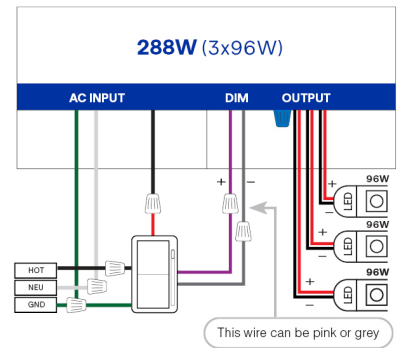 288W (3x96W)
AC INPUT
DIM
OUTPUT
+
−
96W
+
−
LED
96W
+
−
LED
96W
+
−
LED
HOT
NEU
GND
This wire can be pink or grey